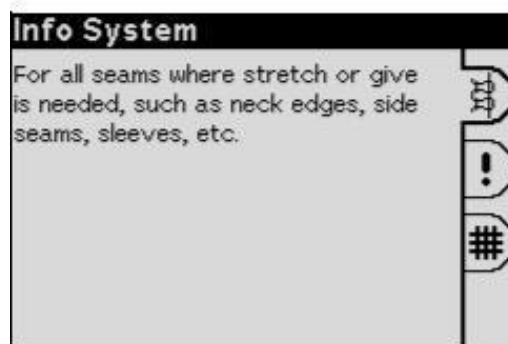 Info System
For all seams where stretch or give
is needed, such as neck edges, side
seams, sleeves, etc.
!